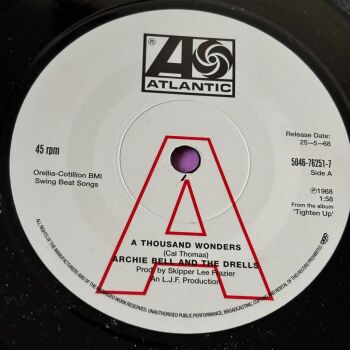 ® A
ATLANTIC
45 rpm
Release Date:
25-5-68
5046-76251-7
Side A
Orellia-Cotillion BMI
Swing Beat Songs
℗1968
1:58
From the album
'Tighten Up'
A
A THOUSAND WONDERS
(Cal Thomas)
ARCHIE BELL AND THE DRELLS
Prod. by Skipper Lee Frazier
An L.J.F. Production